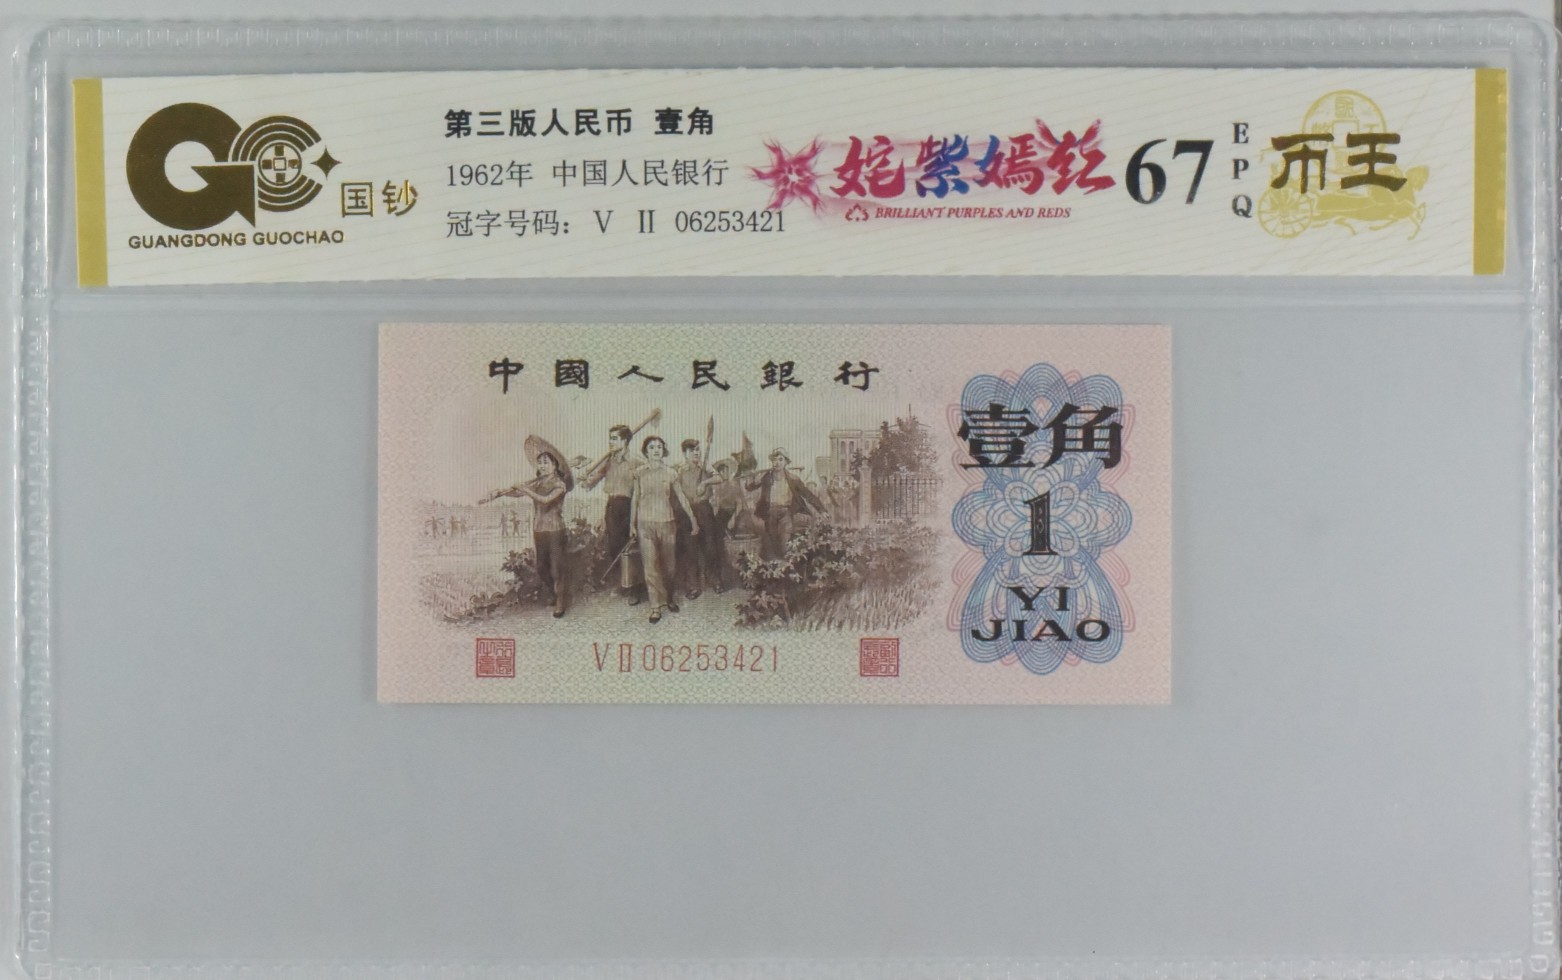 国钞
GUANGDONG GUOCHAO
第三版人民币 壹角
1962年 中国人民银行
冠字号码： V Ⅱ 06253421
姹紫嫣红
BRILLIANT PURPLES AND REDS
67
EPQ
币王
中國人民銀行
壹角
1
YI
JIAO
VⅡ06253421